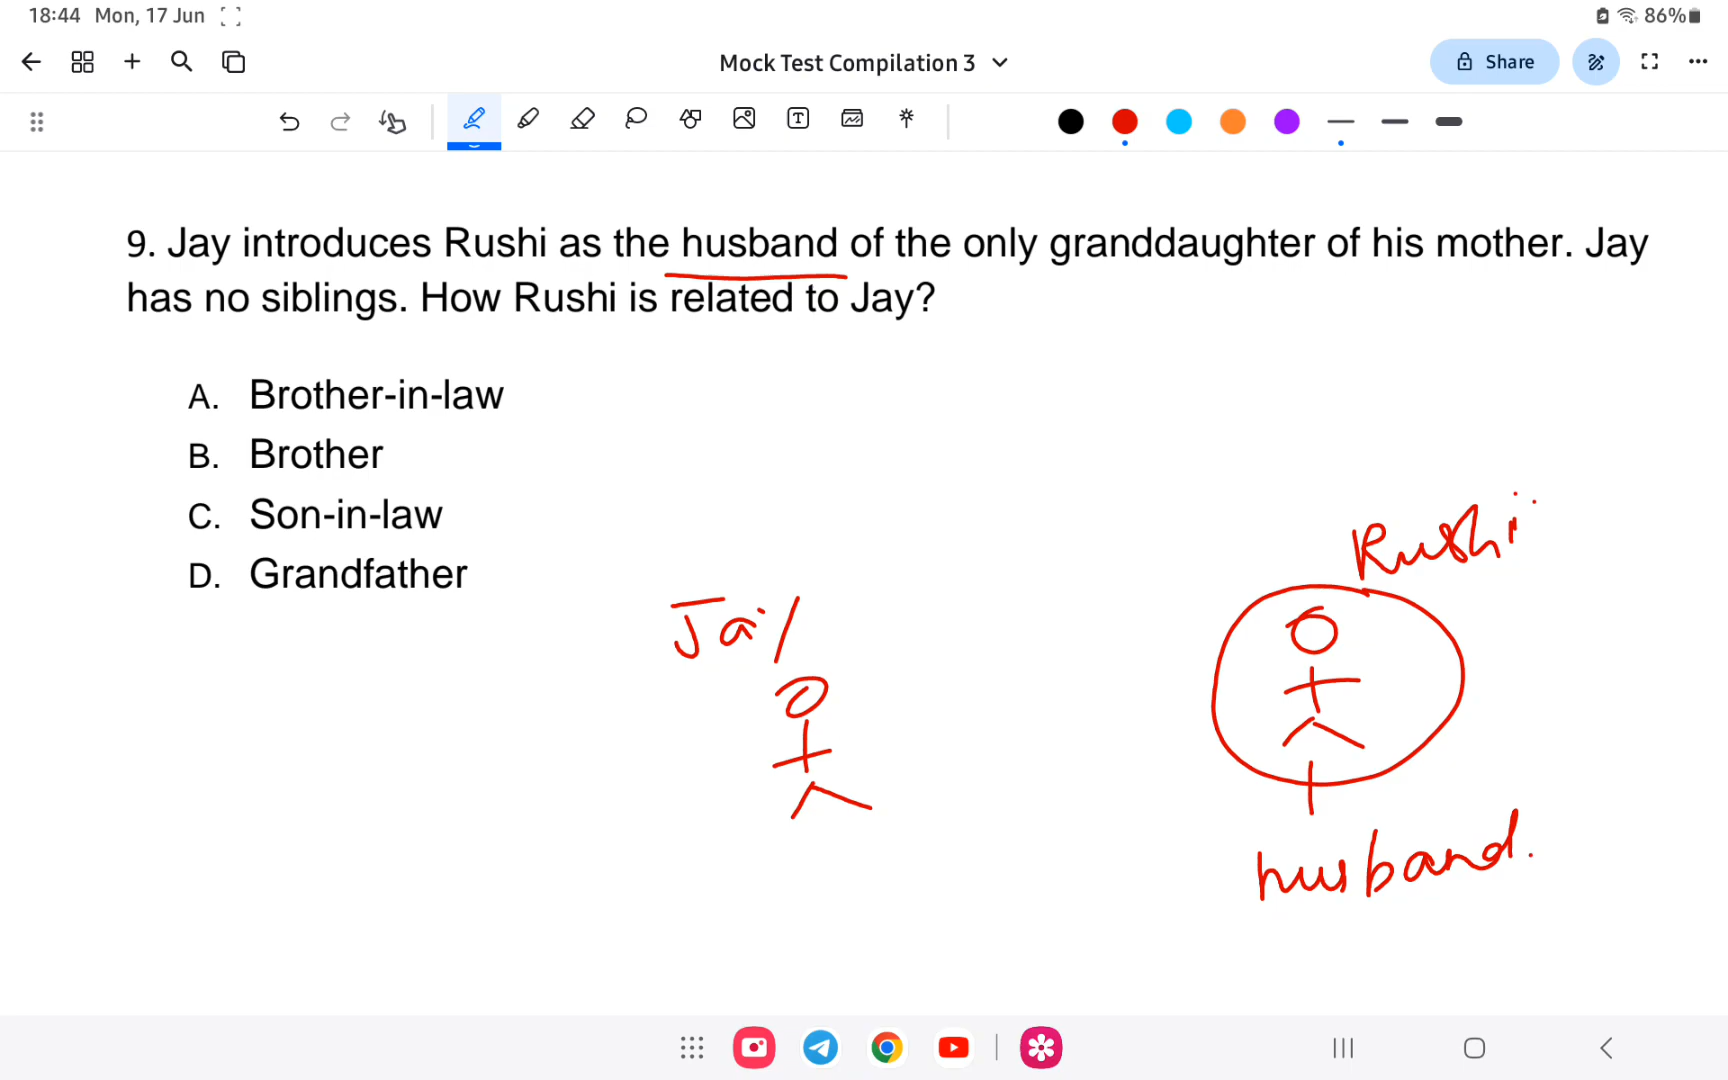 18:44 Mon, 17 Jun
86%
Mock Test Compilation 3
Share
9. Jay introduces Rushi as the husband of the only granddaughter of his mother. Jay
has no siblings. How Rushi is related to Jay?
A. Brother-in-law
B. Brother
C. Son-in-law
D. Grandfather
Rushi
Jay
husband.